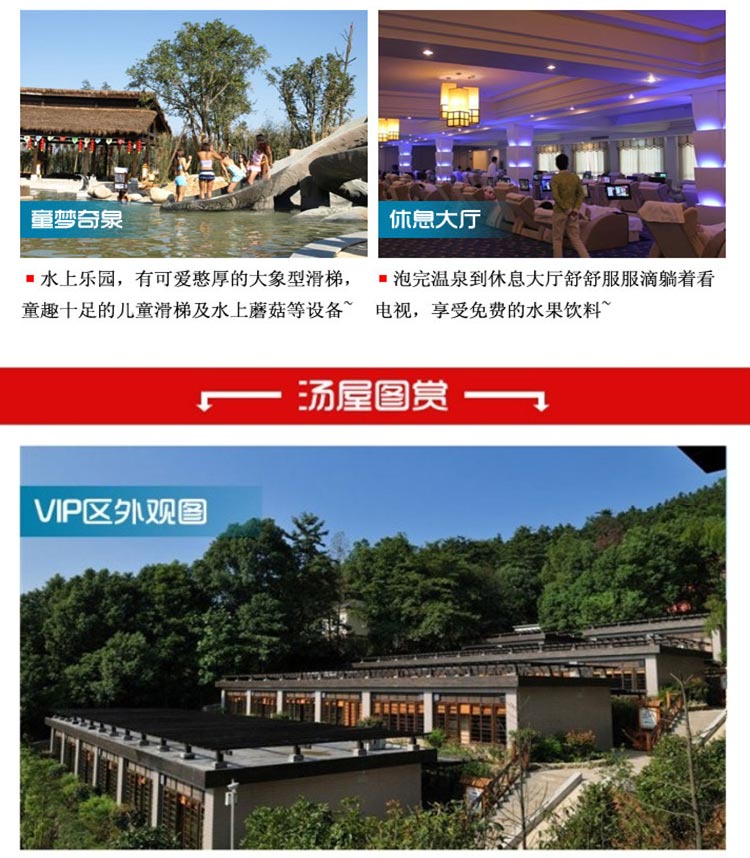 童梦奇泉
休息大厅
水上乐园，有可爱憨厚的大象型滑梯，
童趣十足的儿童滑梯及水上蘑菇等设备~
泡完温泉到休息大厅舒舒服服滴躺着看
电视，享受免费的水果饮料~
汤屋图赏
VIP区外观图